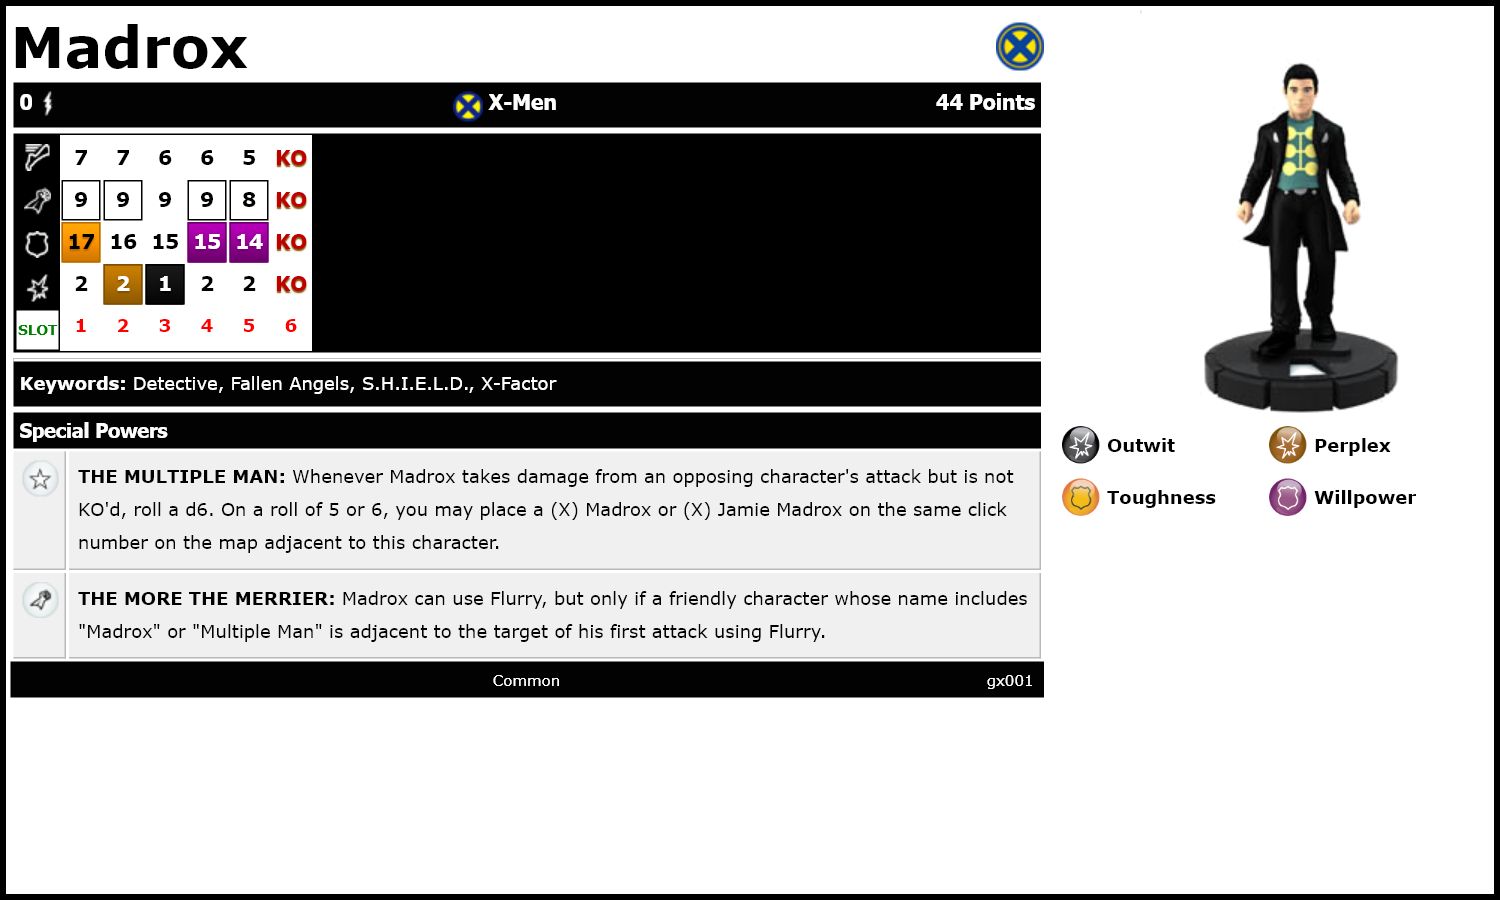 Madrox
0 X-Men 44 Points
7 7 6 6 5 KO
9 9 9 9 8 KO
17 16 15 15 14 KO
2 2 1 2 2 KO
SLOT 1 2 3 4 5 6
Keywords: Detective, Fallen Angels, S.H.I.E.L.D., X-Factor
Special Powers
THE MULTIPLE MAN: Whenever Madrox takes damage from an opposing character's attack but is not
KO'd, roll a d6. On a roll of 5 or 6, you may place a (X) Madrox or (X) Jamie Madrox on the same click
number on the map adjacent to this character.
THE MORE THE MERRIER: Madrox can use Flurry, but only if a friendly character whose name includes
"Madrox" or "Multiple Man" is adjacent to the target of his first attack using Flurry.
Common gx001
Outwit Perplex
Toughness Willpower